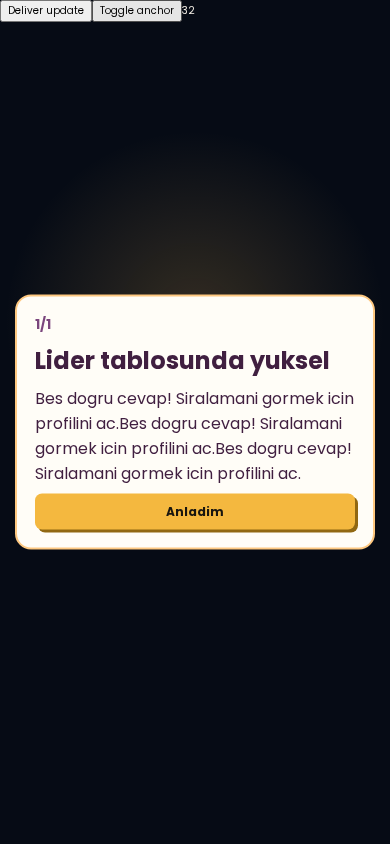 Deliver update Toggle anchor 32
1/1
Lider tablosunda yuksel
Bes dogru cevap! Siralamani gormek icin
profilini ac.Bes dogru cevap! Siralamani
gormek icin profilini ac.Bes dogru cevap!
Siralamani gormek icin profilini ac.
Anladim